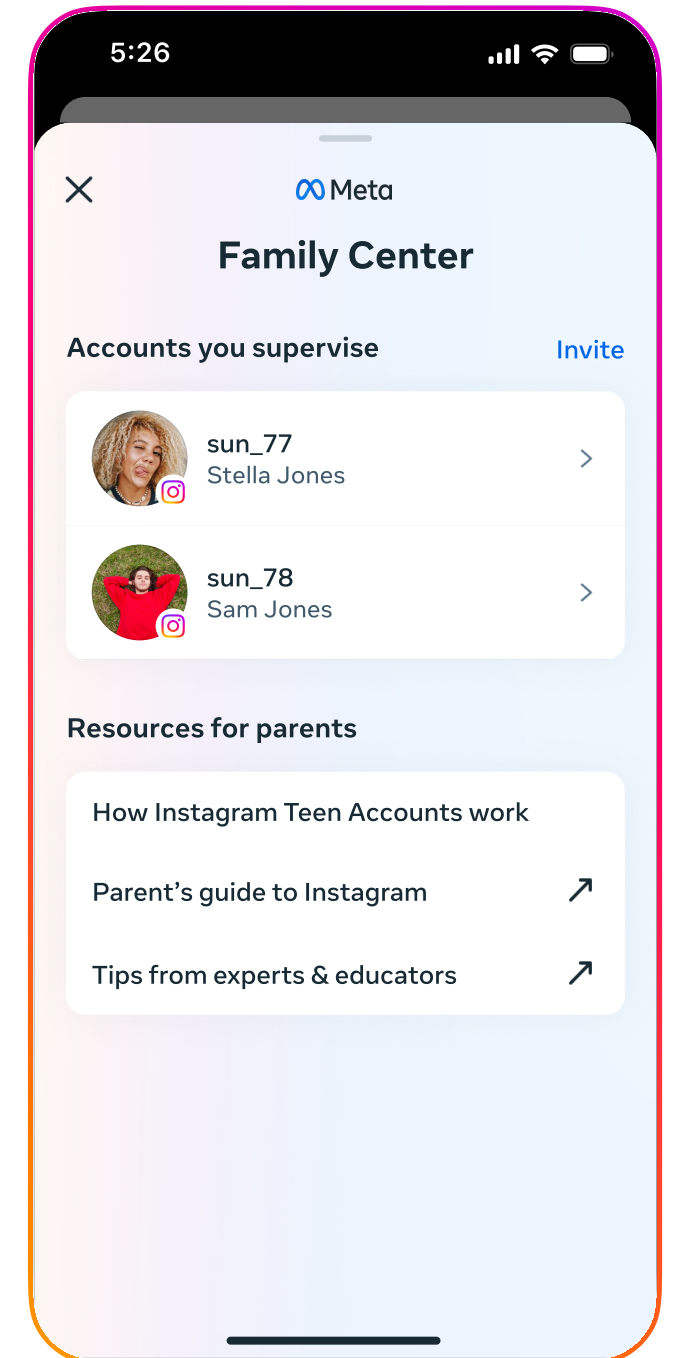 5:26
Meta
Family Center
Accounts you supervise
Invite
sun_77
Stella Jones
sun_78
Sam Jones
Resources for parents
How Instagram Teen Accounts work
Parent’s guide to Instagram
Tips from experts & educators